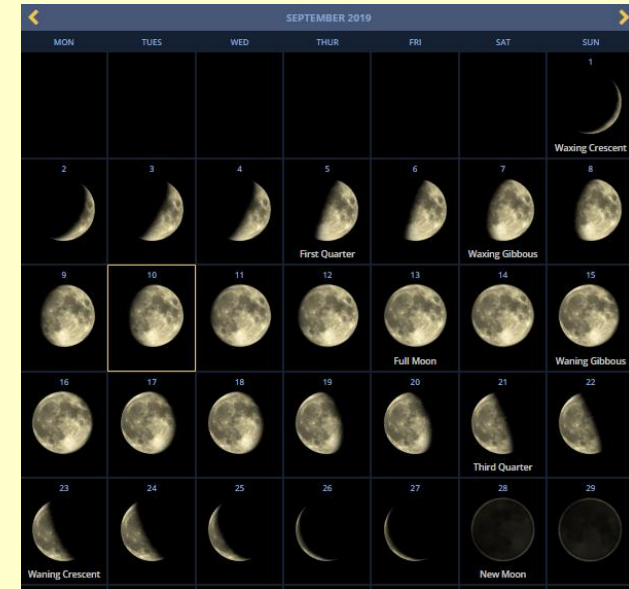 SEPTEMBER 2019
MON TUES WED THUR FRI SAT SUN
1
Waxing Crescent
2 3 4 5 6 7 8
First Quarter Waxing Gibbous
9 10 11 12 13 14 15
Full Moon Waning Gibbous
16 17 18 19 20 21 22
Third Quarter
23 24 25 26 27 28 29
Waning Crescent New Moon